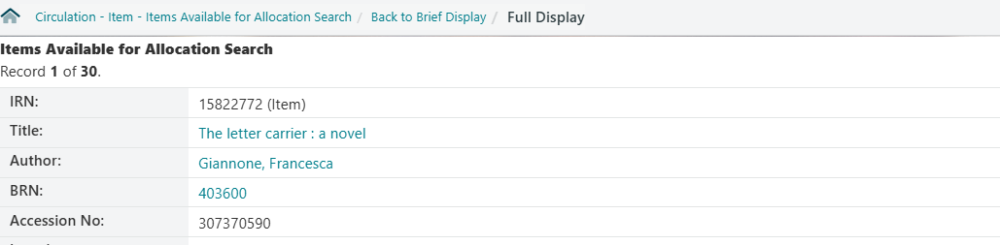 Circulation - Item - Items Available for Allocation Search / Back to Brief Display / Full Display
Items Available for Allocation Search
Record 1 of 30.
IRN: 15822772 (Item)
Title: The letter carrier : a novel
Author: Giannone, Francesca
BRN: 403600
Accession No: 307370590